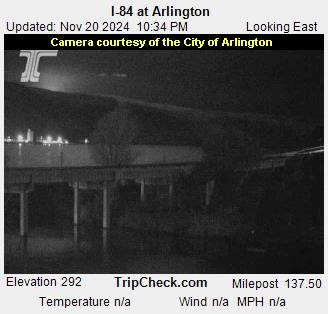 I-84 at Arlington
Updated: Nov 20 2024 10:34 PM Looking East
Camera courtesy of the City of Arlington
Elevation 292 TripCheck.com Milepost 137.50
Temperature n/a Wind n/a MPH n/a